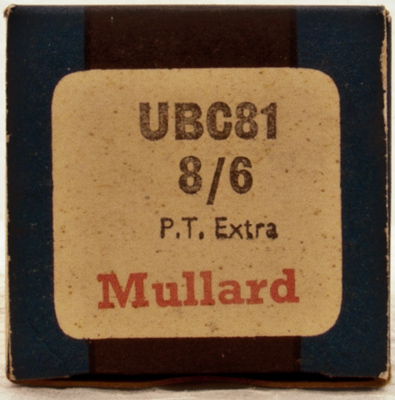 UBC81
8/6
P.T. Extra
Mullard